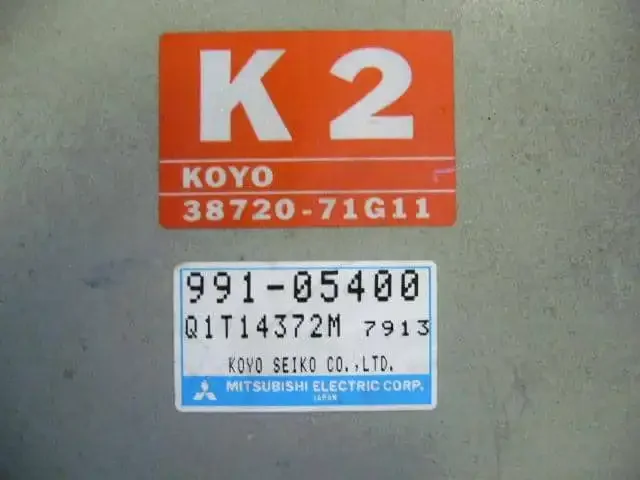 K2
KOYO
38720-71G11
991-05400
Q1T14372M 7913
KOYO SEIKO CO.,LTD.
MITSUBISHI ELECTRIC CORP.
JAPAN